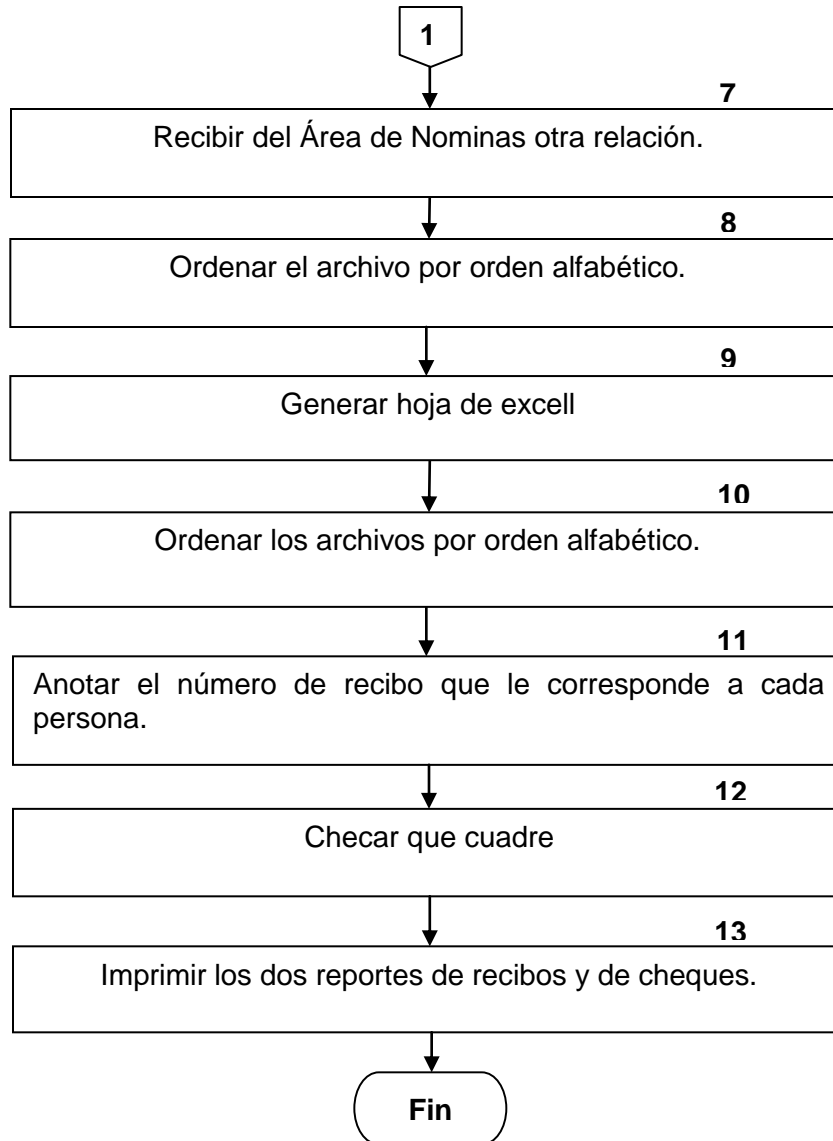 1
7
Recibir del Área de Nominas otra relación.
8
Ordenar el archivo por orden alfabético.
9
Generar hoja de excell
10
Ordenar los archivos por orden alfabético.
11
Anotar el número de recibo que le corresponde a cada
persona.
12
Checar que cuadre
13
Imprimir los dos reportes de recibos y de cheques.
Fin